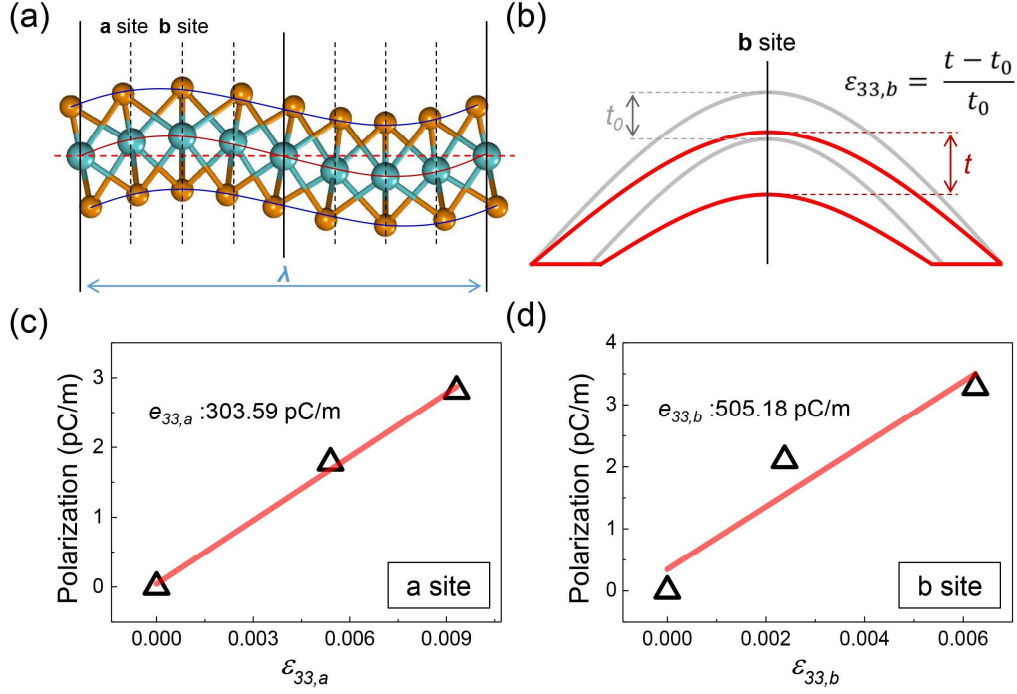 (a)
a site b site
λ
(b)
b site
ε33,b = (t − t0) / t0
t0
t
(c)
Polarization (pC/m)
3
2
1
0
e33,a :303.59 pC/m
a site
0.000 0.003 0.006 0.009
ε33,a
(d)
Polarization (pC/m)
4
3
2
1
0
e33,b :505.18 pC/m
b site
0.000 0.002 0.004 0.006
ε33,b